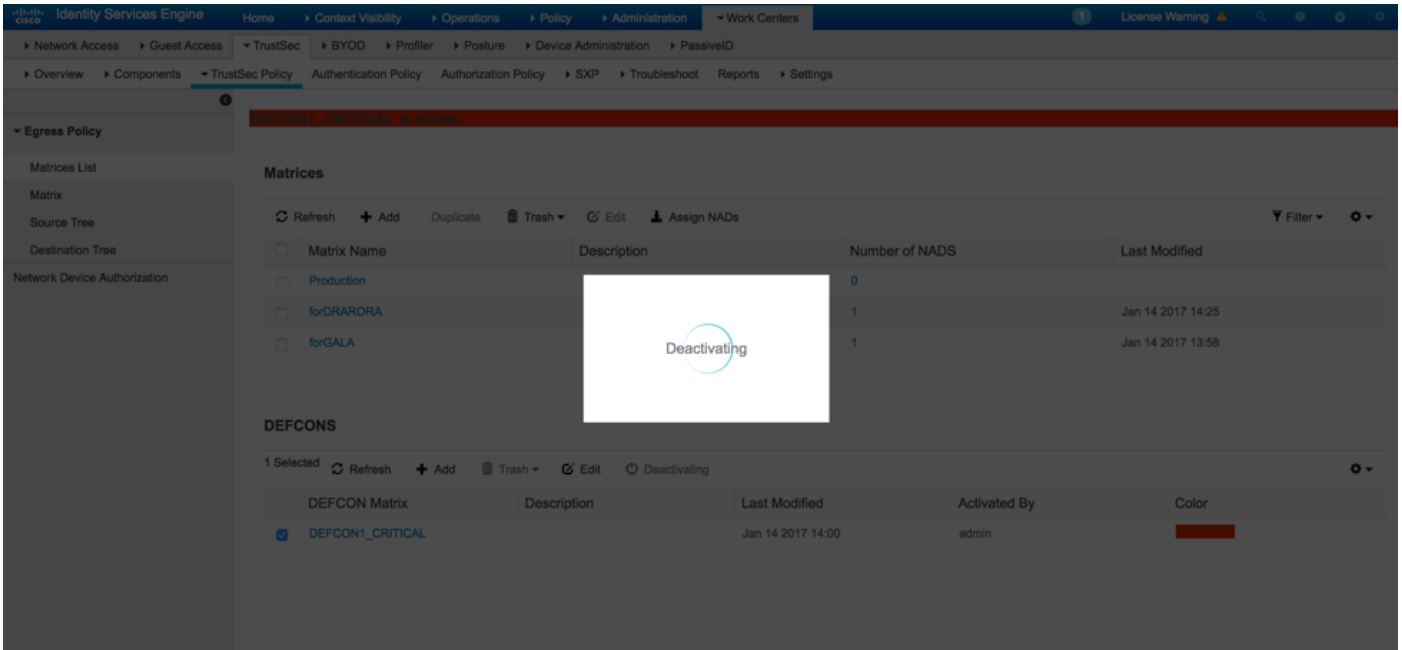 cisco Identity Services Engine Home Context Visibility Operations Policy Administration Work Centers 1 License Warning
Network Access Guest Access TrustSec BYOD Profiler Posture Device Administration PassiveID
Overview Components TrustSec Policy Authentication Policy Authorization Policy SXP Troubleshoot Reports Settings
DEFCON1_CRITICAL is active.
Egress Policy
Matrices List
Matrix
Source Tree
Destination Tree
Network Device Authorization
Matrices
Refresh Add Duplicate Trash Edit Assign NADs Filter
Matrix Name Description Number of NADS Last Modified
Production 0
forDRARORA 1 Jan 14 2017 14:25
forGALA 1 Jan 14 2017 13:58
Deactivating
DEFCONS
1 Selected Refresh Add Trash Edit Deactivating
DEFCON Matrix Description Last Modified Activated By Color
DEFCON1_CRITICAL Jan 14 2017 14:00 admin